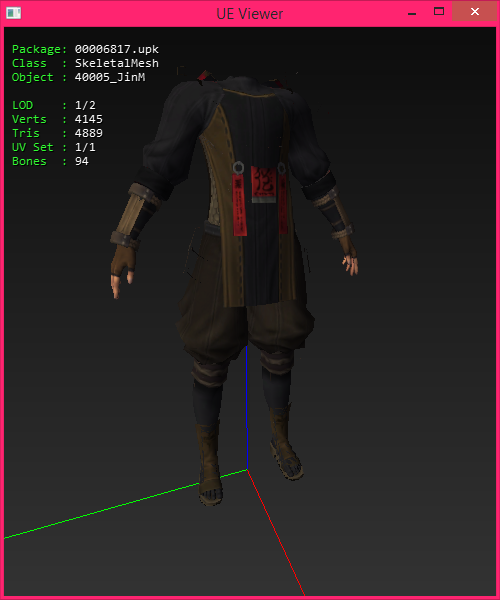 UE Viewer
Package: 00006817.upk
Class : SkeletalMesh
Object : 40005_JinM
LOD : 1/2
Verts : 4145
Tris : 4889
UV Set : 1/1
Bones : 94